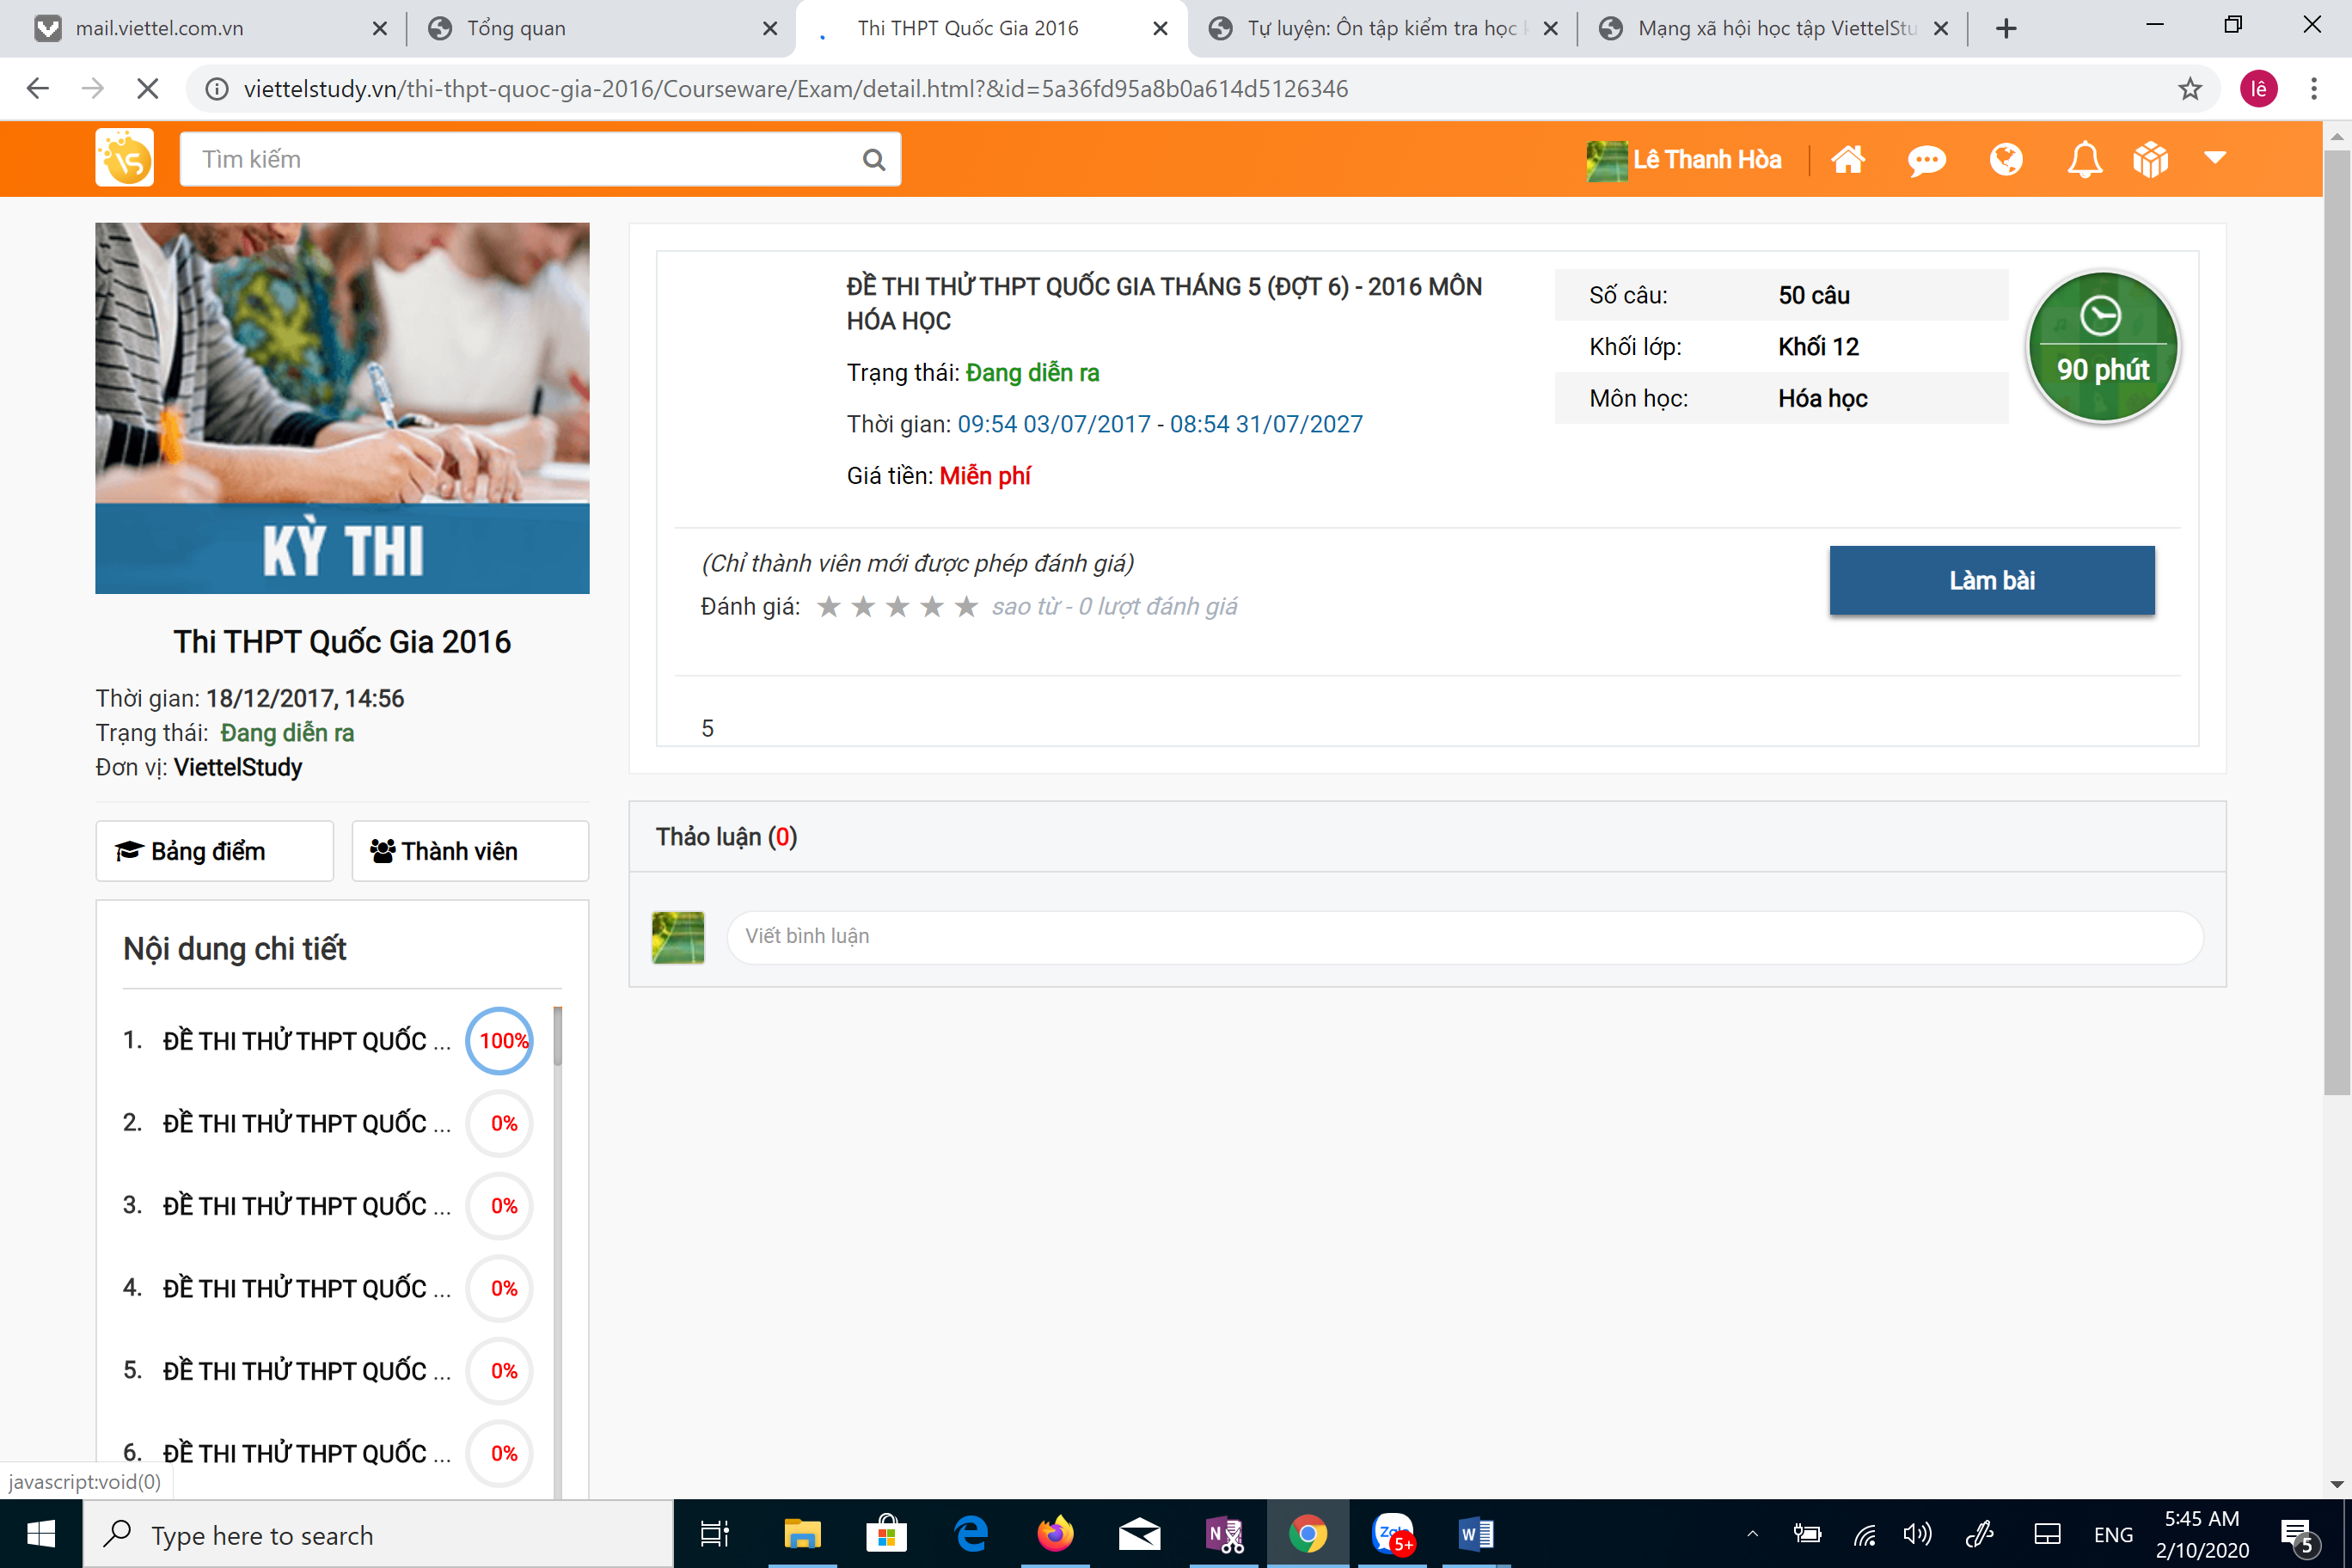 mail.viettel.com.vn
Tổng quan
Thi THPT Quốc Gia 2016
Tự luyện: Ôn tập kiểm tra học
Mạng xã hội học tập ViettelStu
viettelstudy.vn/thi-thpt-quoc-gia-2016/Courseware/Exam/detail.html?&id=5a36fd95a8b0a614d5126346
lê
Tìm kiếm
Lê Thanh Hòa
KỲ THI
Thi THPT Quốc Gia 2016
Thời gian: 18/12/2017, 14:56
Trạng thái: Đang diễn ra
Đơn vị: ViettelStudy
Bảng điểm
Thành viên
Nội dung chi tiết
1. ĐỀ THI THỬ THPT QUỐC ... 100%
2. ĐỀ THI THỬ THPT QUỐC ... 0%
3. ĐỀ THI THỬ THPT QUỐC ... 0%
4. ĐỀ THI THỬ THPT QUỐC ... 0%
5. ĐỀ THI THỬ THPT QUỐC ... 0%
6. ĐỀ THI THỬ THPT QUỐC ... 0%
ĐỀ THI THỬ THPT QUỐC GIA THÁNG 5 (ĐỢT 6) - 2016 MÔN
HÓA HỌC
Trạng thái: Đang diễn ra
Thời gian: 09:54 03/07/2017 - 08:54 31/07/2027
Giá tiền: Miễn phí
Số câu: 50 câu
Khối lớp: Khối 12
Môn học: Hóa học
90 phút
(Chỉ thành viên mới được phép đánh giá)
Đánh giá: ★ ★ ★ ★ ★ sao từ - 0 lượt đánh giá
Làm bài
5
Thảo luận (0)
Viết bình luận
javascript:void(0)
Type here to search
5+
ENG
5:45 AM
2/10/2020
5